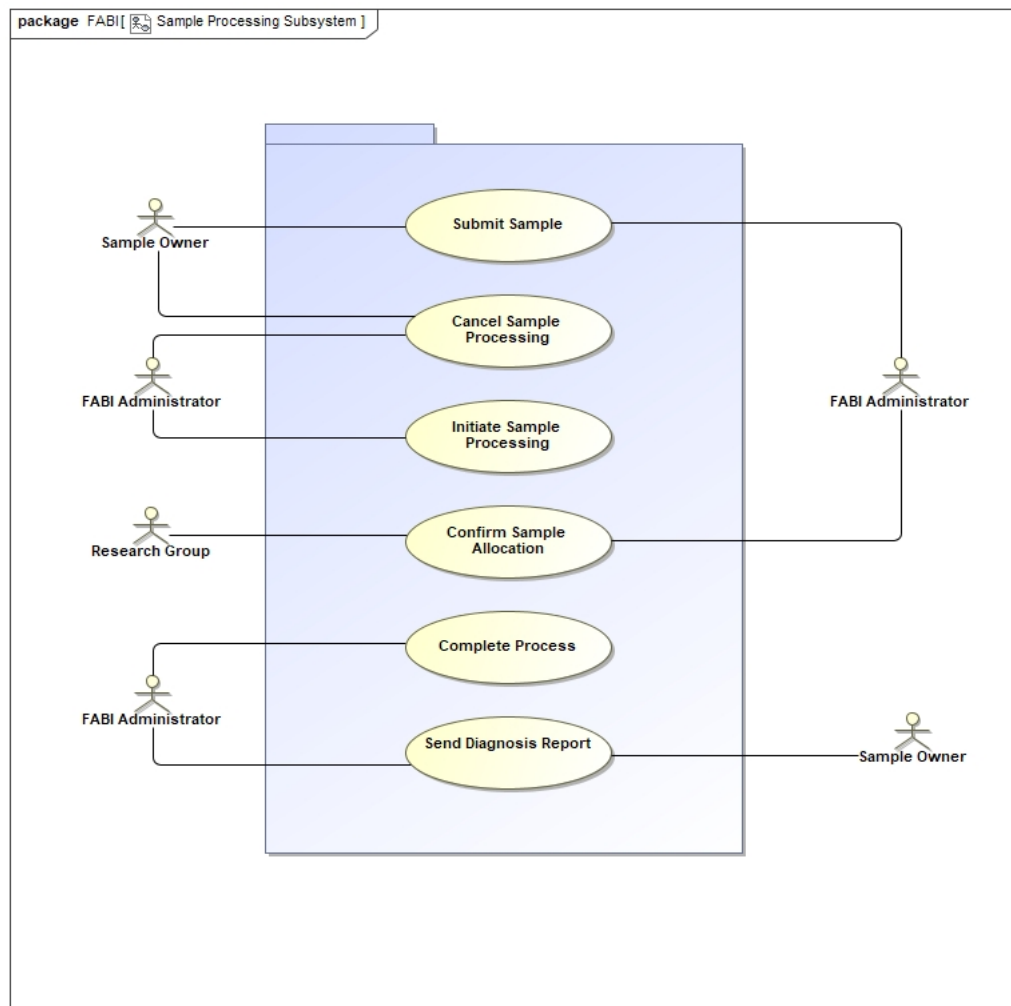 package FABI[ Sample Processing Subsystem ]
Submit Sample
Sample Owner
Cancel Sample
Processing
FABI Administrator
FABI Administrator
Initiate Sample
Processing
Confirm Sample
Allocation
Research Group
Complete Process
FABI Administrator
Send Diagnosis Report
Sample Owner